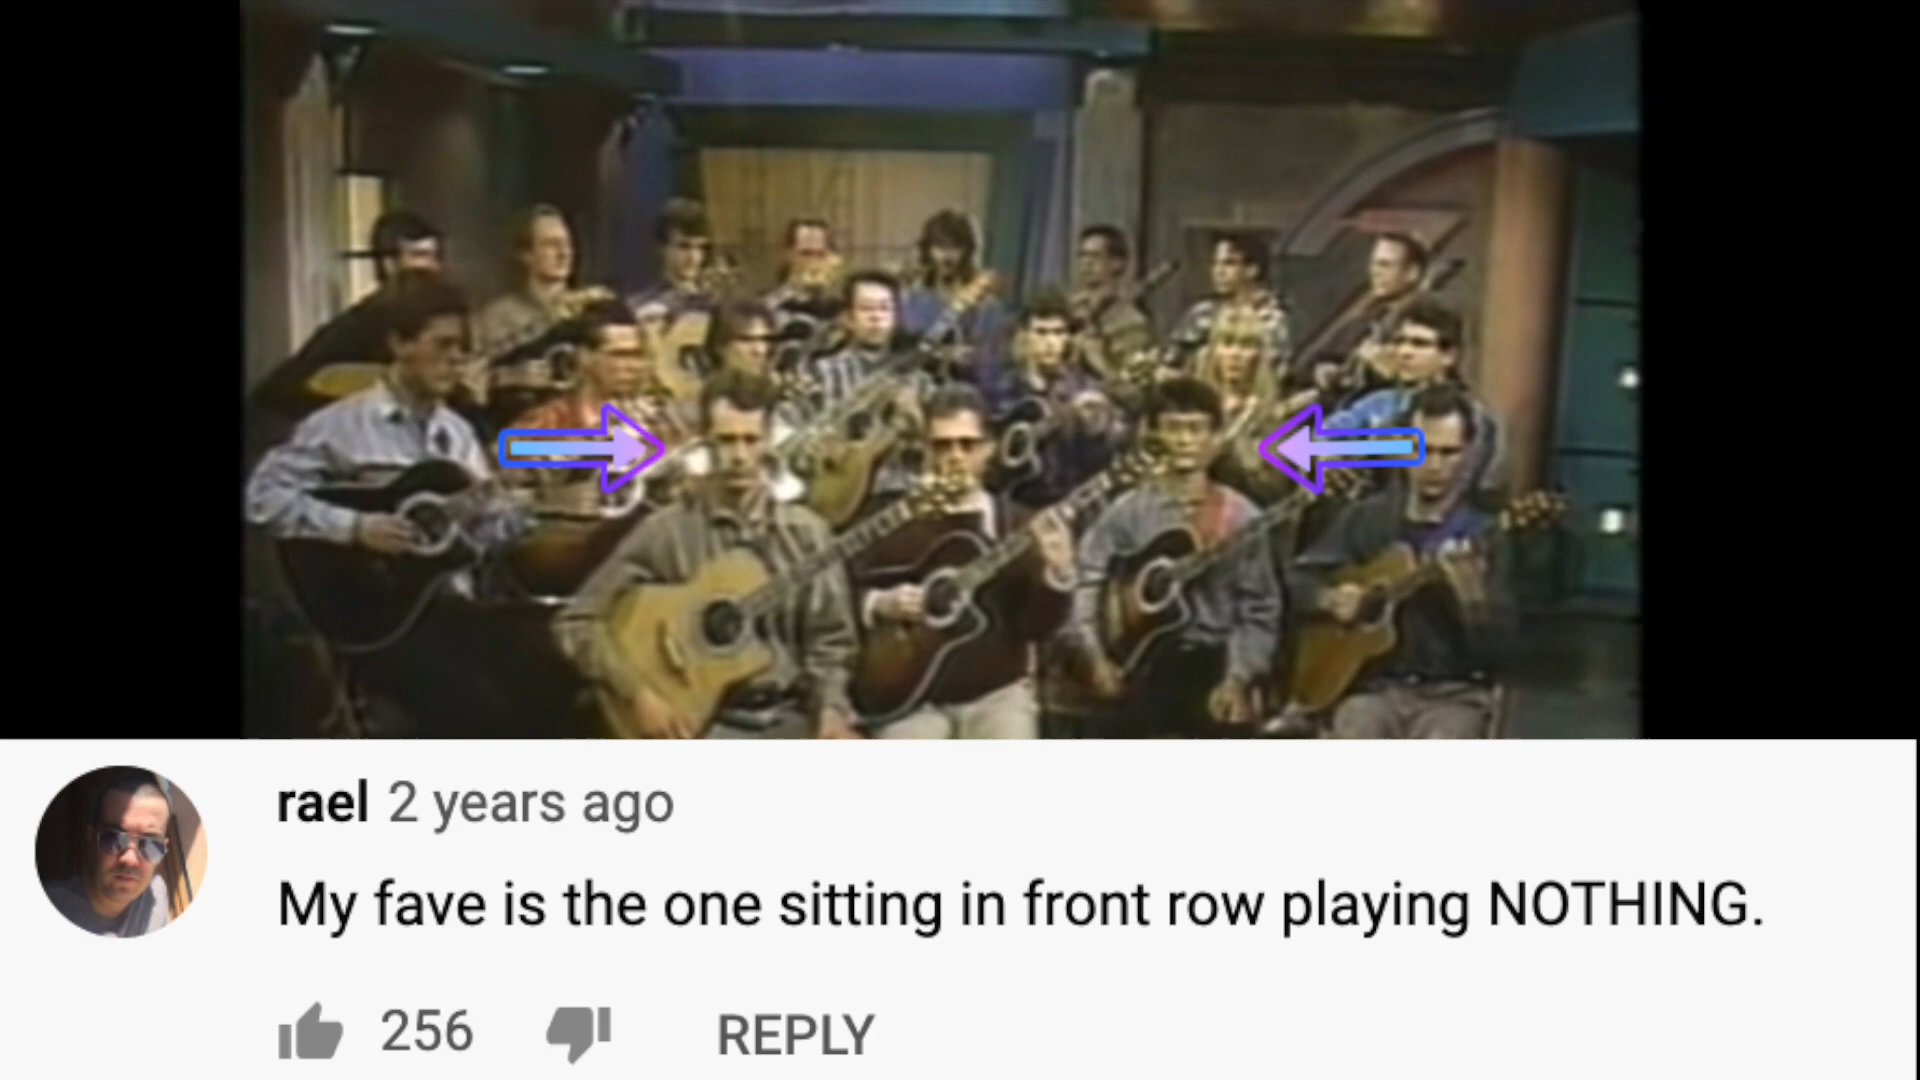 rael 2 years ago
My fave is the one sitting in front row playing NOTHING.
256 REPLY